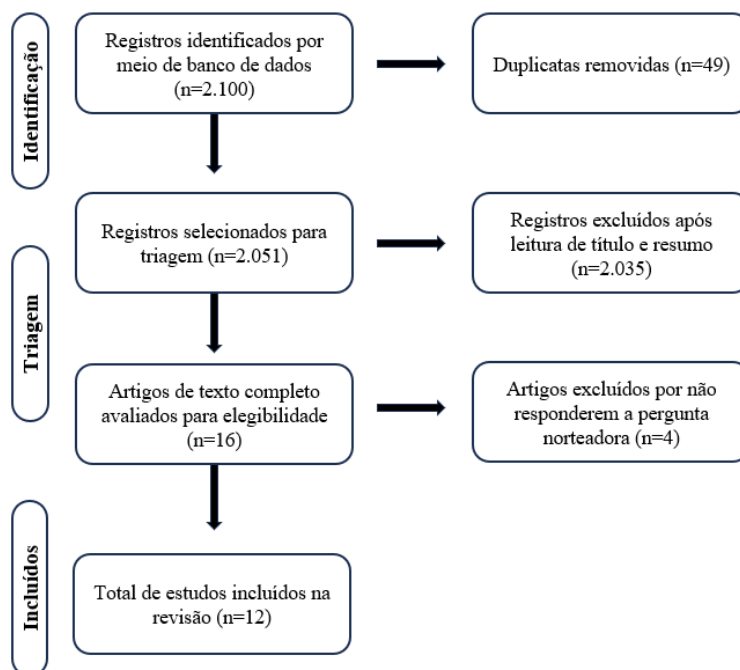 Identificação
Registros identificados por
meio de banco de dados
(n=2.100)
Duplicatas removidas (n=49)
Triagem
Registros selecionados para
triagem (n=2.051)
Registros excluídos após
leitura de título e resumo
(n=2.035)
Artigos de texto completo
avaliados para elegibilidade
(n=16)
Artigos excluídos por não
responderem a pergunta
norteadora (n=4)
Incluídos
Total de estudos incluídos na
revisão (n=12)